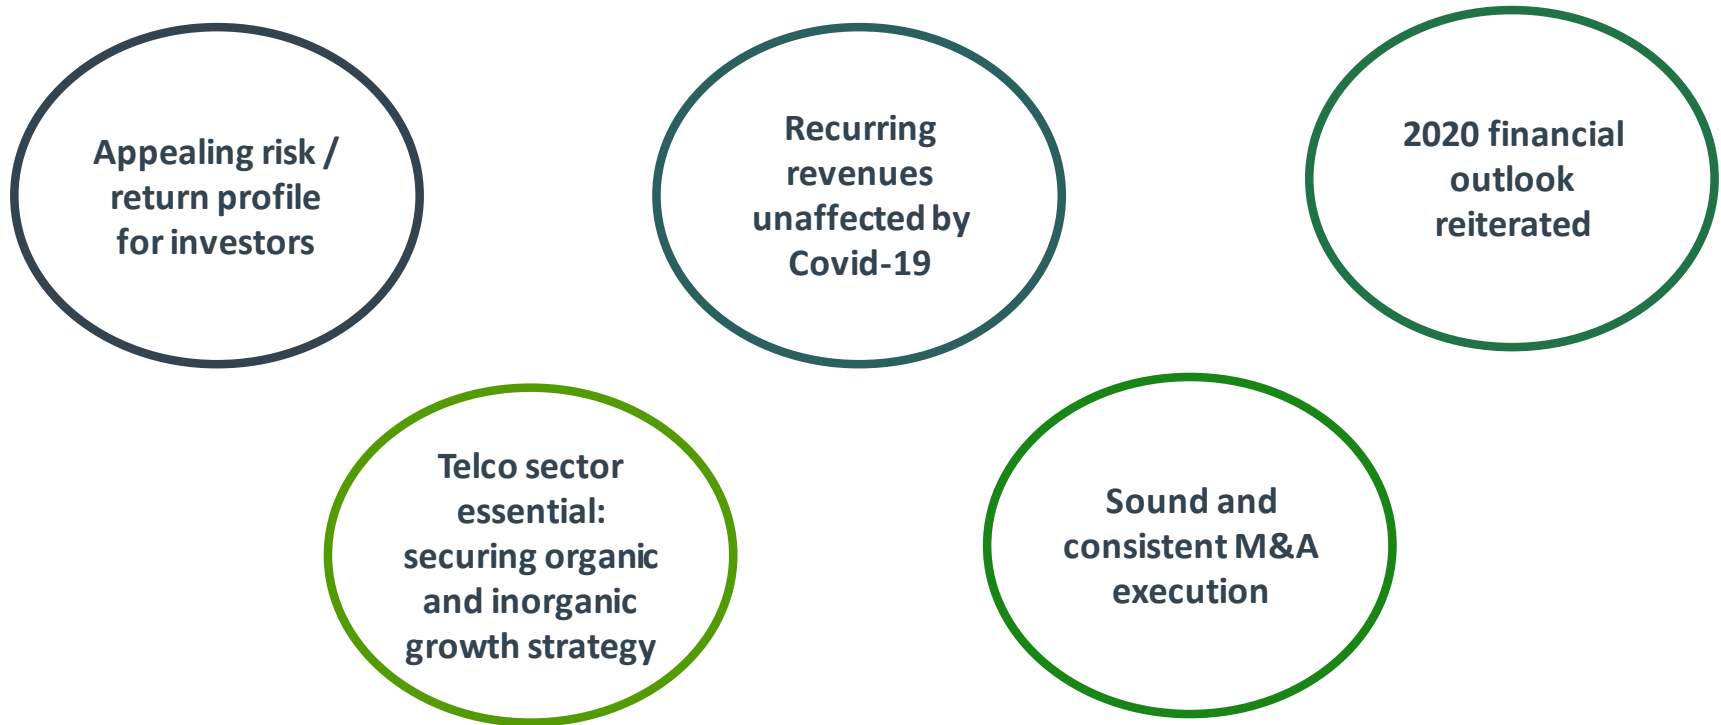 Appealing risk /
return profile
for investors
Recurring
revenues
unaffected by
Covid-19
2020 financial
outlook
reiterated
Telco sector
essential:
securing organic
and inorganic
growth strategy
Sound and
consistent M&A
execution